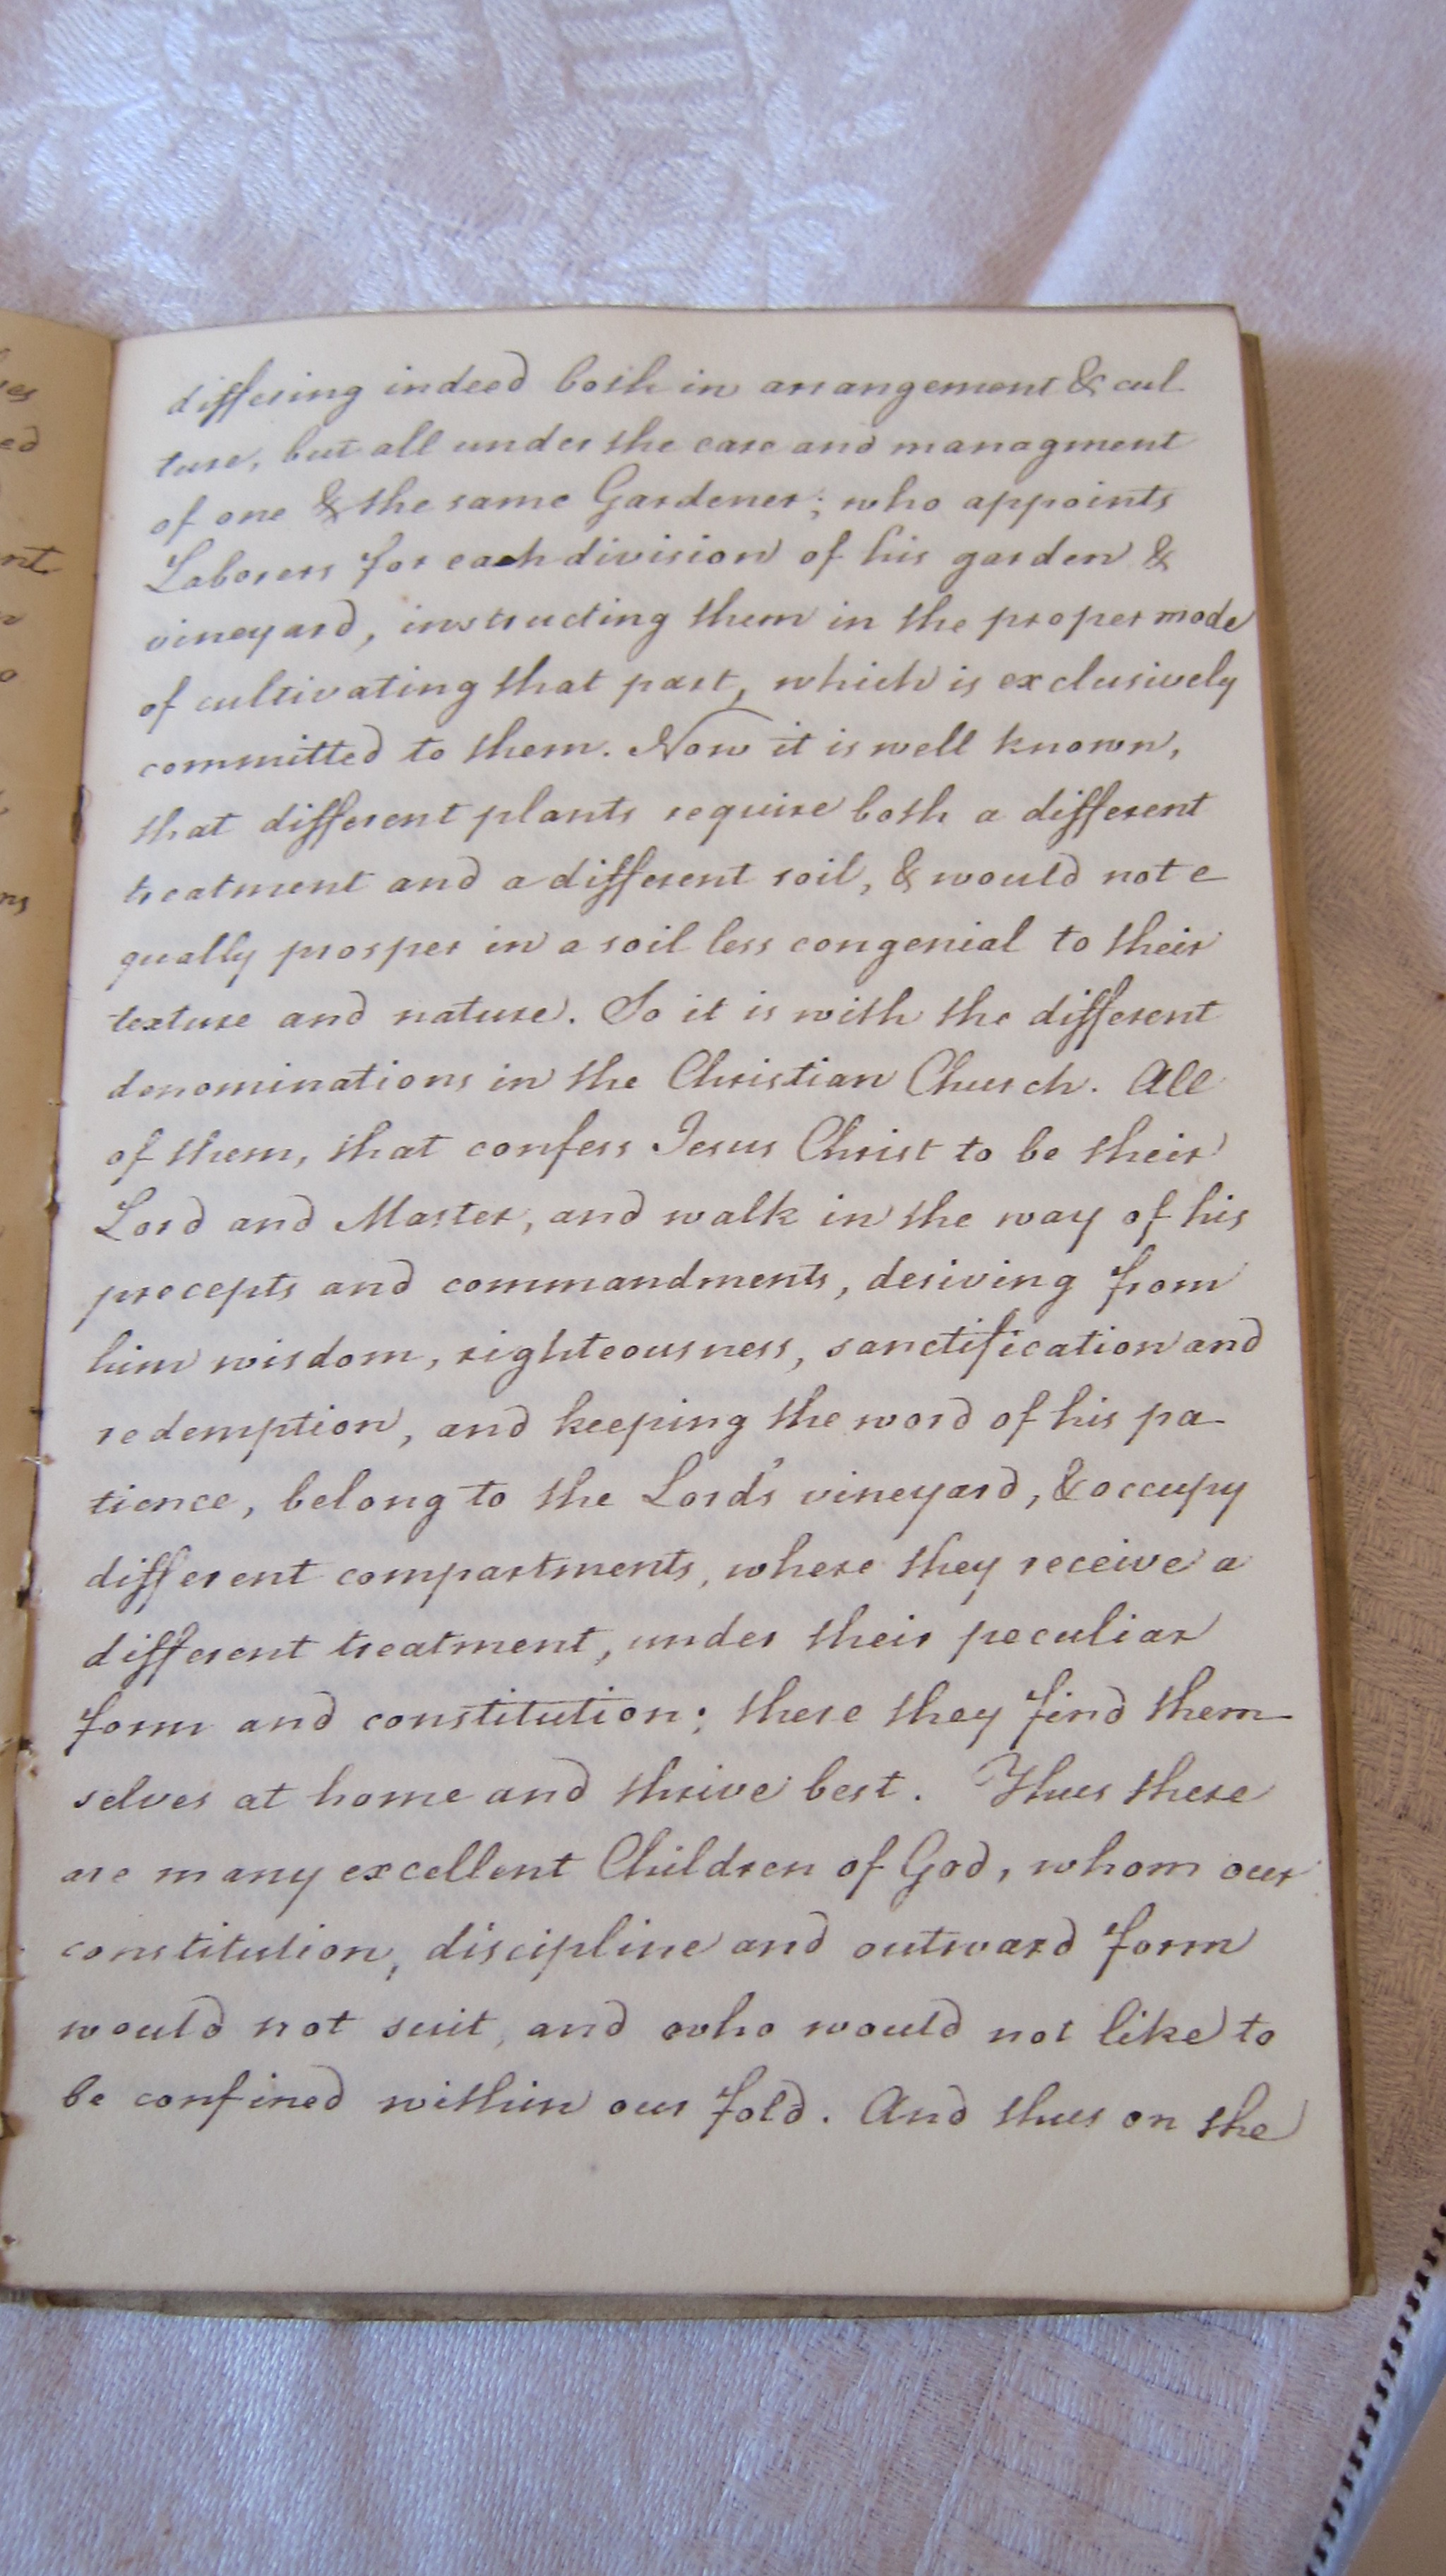 differing indeed both in arrangement & cul
ture, but all under the care and managment
of one & the same Gardener; who appoints
Laborers for each division of his garden &
vineyard, instructing them in the proper mode
of cultivating that part, which is exclusively
committed to them. Now it is well known,
that different plants require both a different
treatment and a different soil, & would not e
qually prosper in a soil less congenial to their
texture and nature. So it is with the different
denominations in the Christian Church. All
of them, that confess Jesus Christ to be their
Lord and Master, and walk in the way of his
precepts and commandments, deriving from
him wisdom, righteousness, sanctification and
redemption, and keeping the word of his pa-
tience, belong to the Lord's vineyard, & occupy
different compartments, where they receive a
different treatment, under their peculiar
form and constitution; there they find them-
selves at home and thrive best. Thus there
are many excellent Children of God, whom our
constitution, discipline and outward form
would not suit, and who would not like to
be confined within our fold. And thus on the